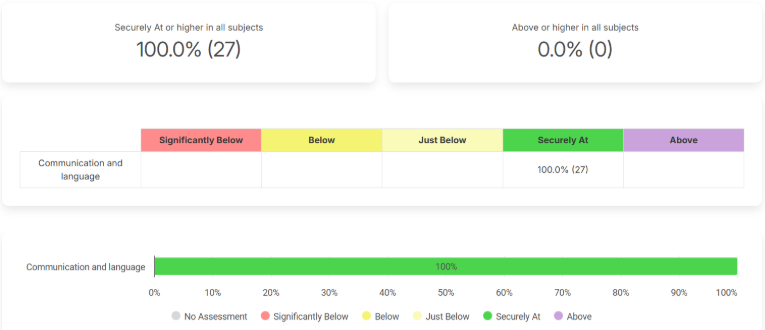 Securely At or higher in all subjects
100.0% (27)
Above or higher in all subjects
0.0% (0)
Significantly Below Below Just Below Securely At Above
Communication and
language
100.0% (27)
Communication and language
100%
0% 10% 20% 30% 40% 50% 60% 70% 80% 90% 100%
No Assessment Significantly Below Below Just Below Securely At Above